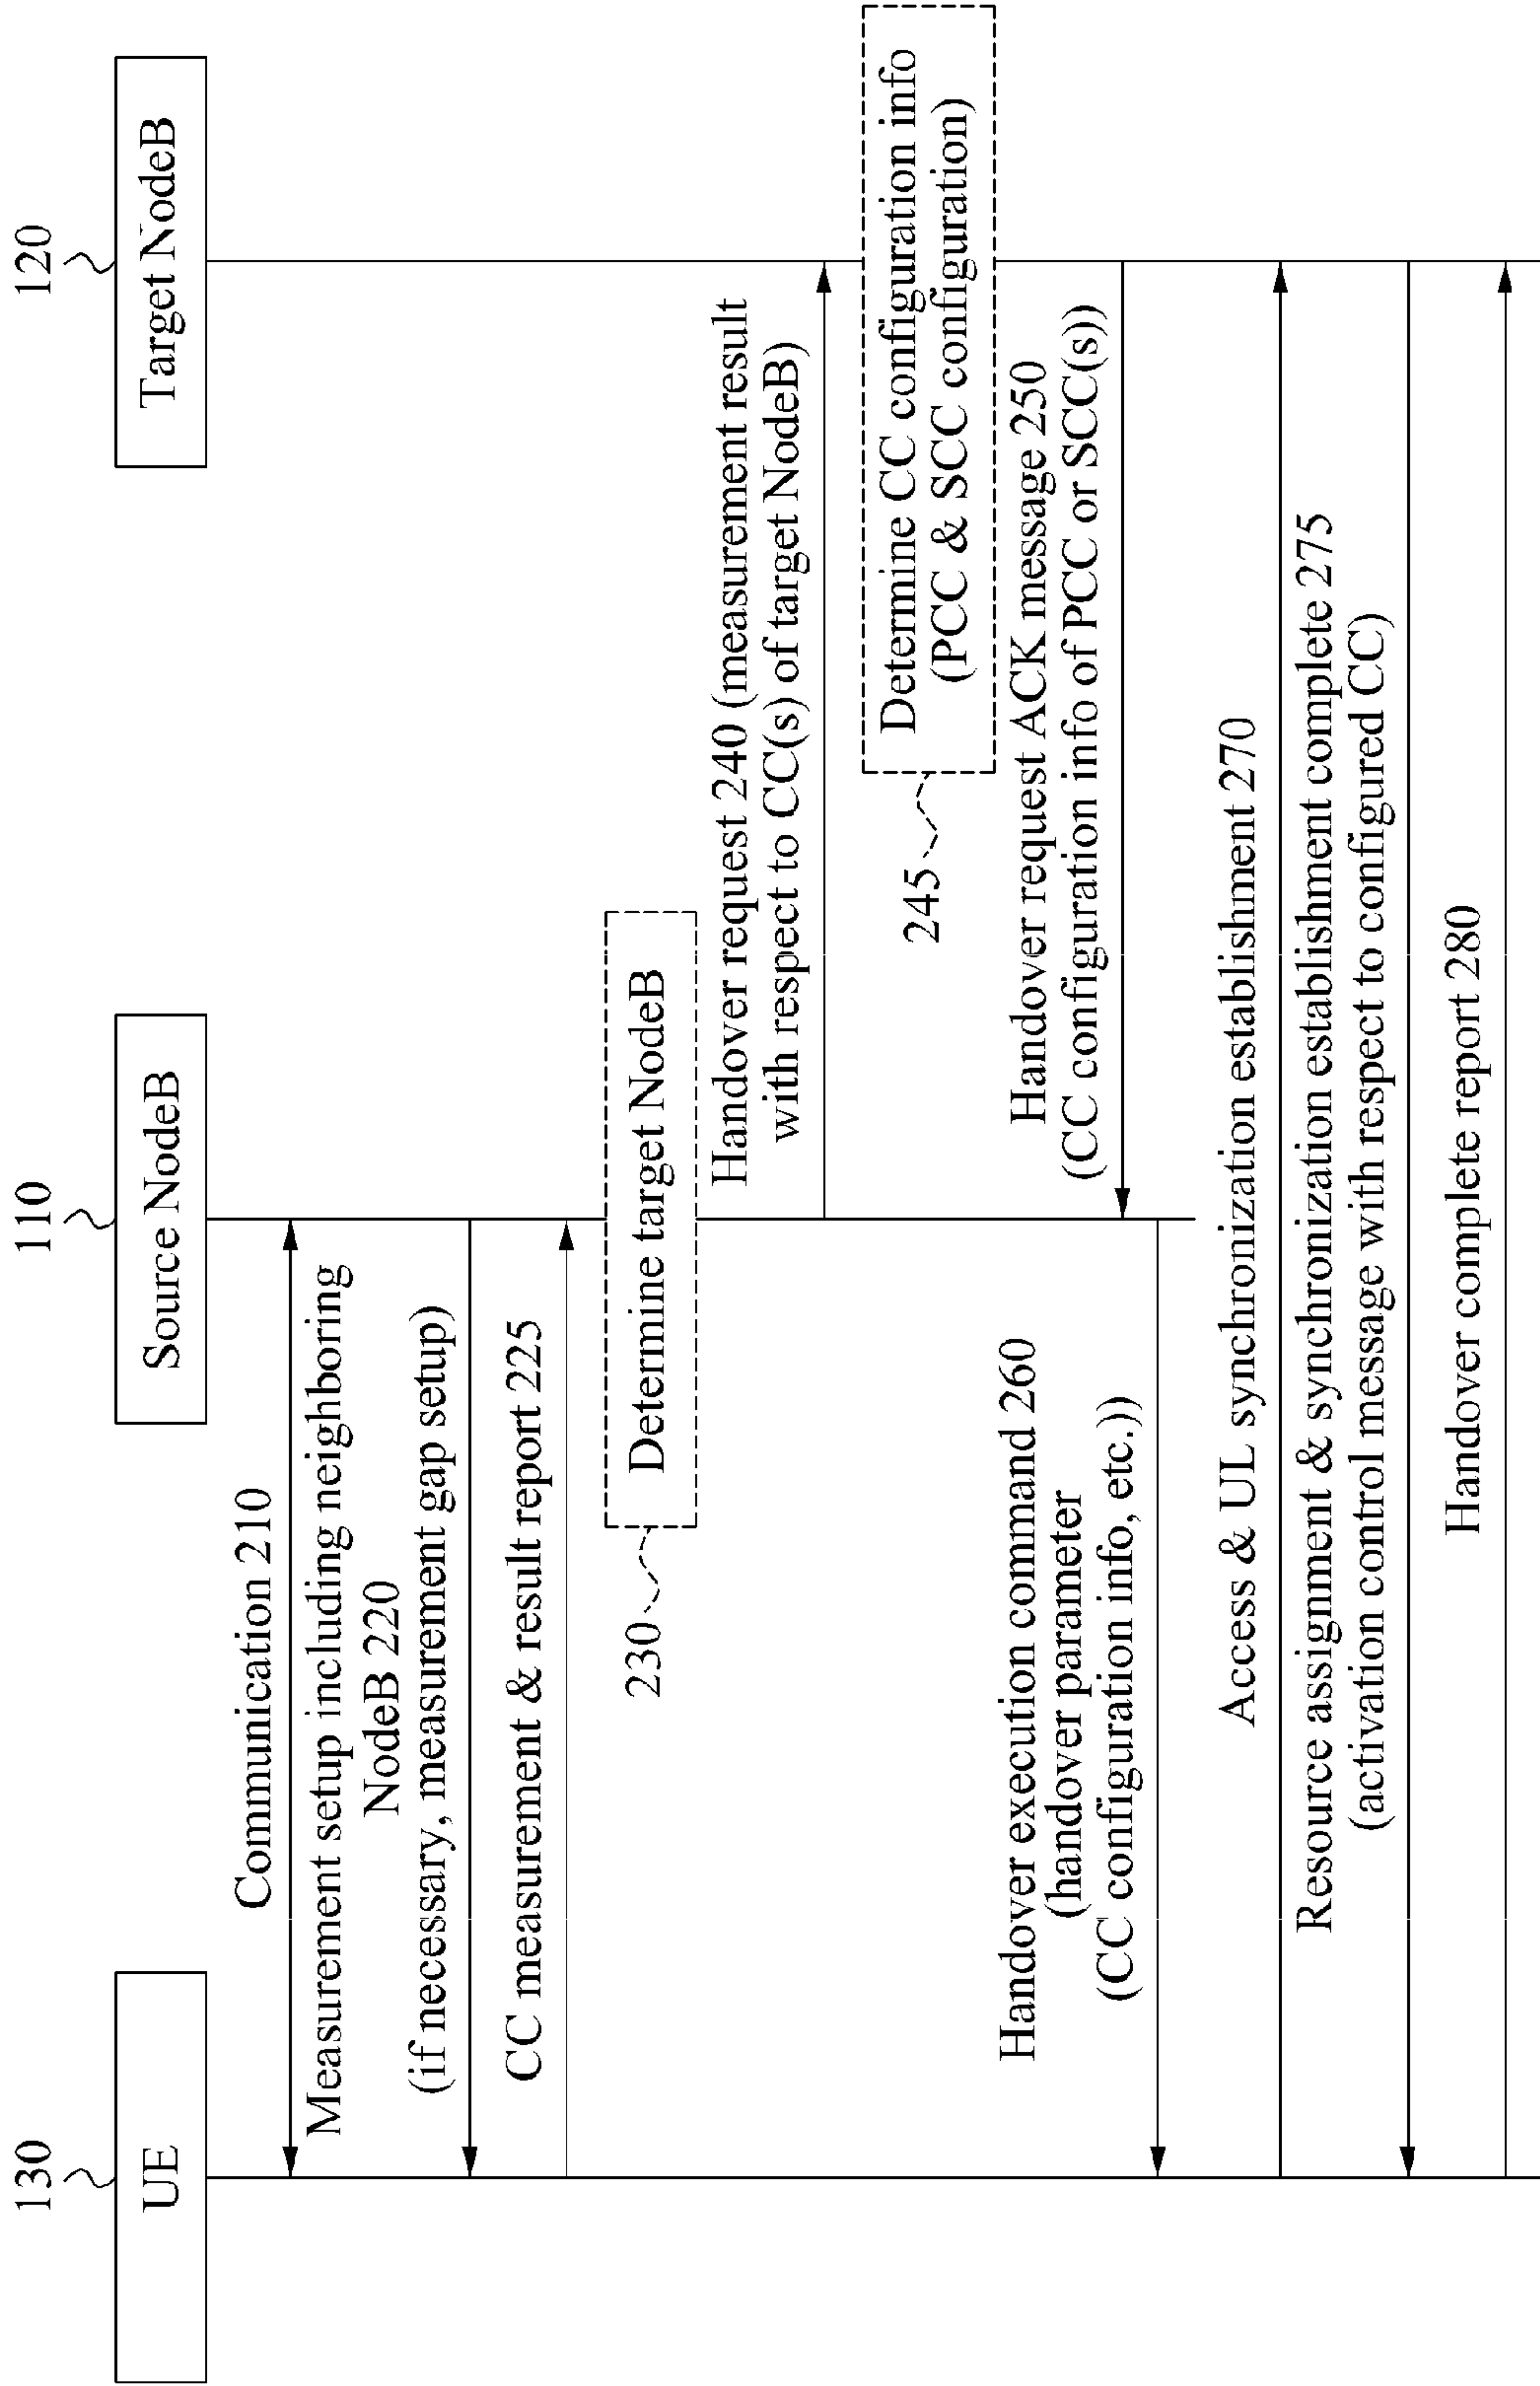 130
110
120
UE
Source NodeB
Target NodeB
Communication 210
Measurement setup including neighboring
NodeB 220
(if necessary, measurement gap setup)
CC measurement & result report 225
230
Determine target NodeB
Handover request 240 (measurement result
with respect to CC(s) of target NodeB)
245
Determine CC configuration info
(PCC & SCC configuration)
Handover request ACK message 250
(CC configuration info of PCC or SCC(s))
Handover execution command 260
(handover parameter
(CC configuration info, etc.))
Access & UL synchronization establishment 270
Resource assignment & synchronization establishment complete 275
(activation control message with respect to configured CC)
Handover complete report 280